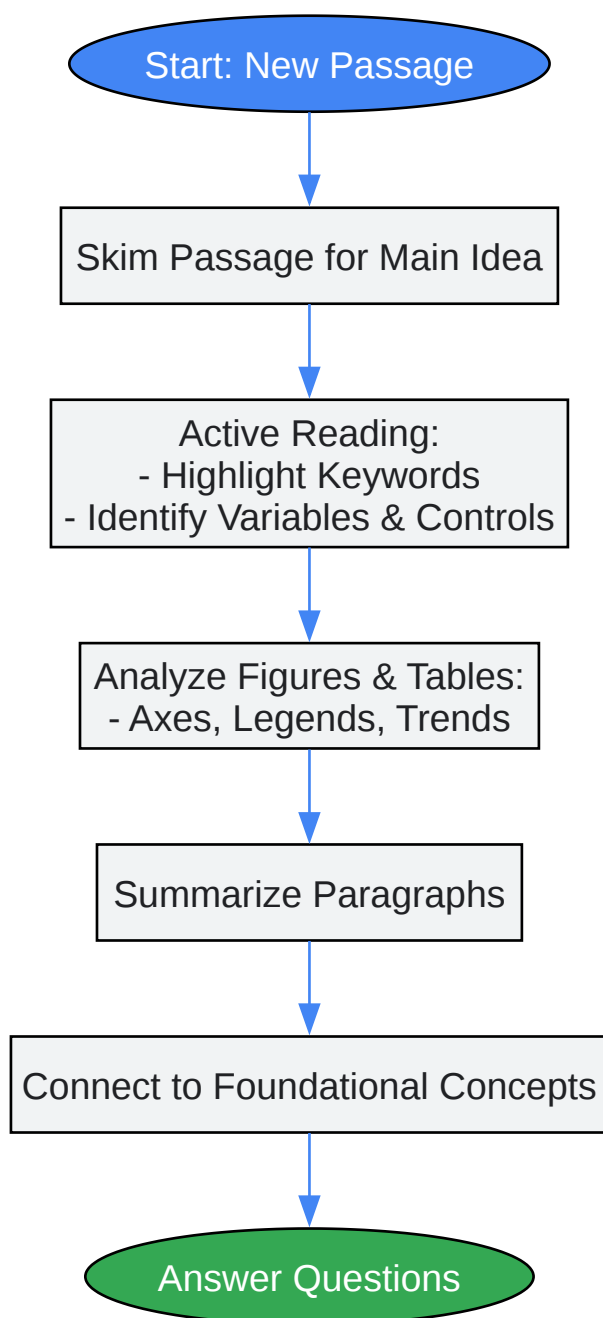 Start: New Passage
Skim Passage for Main Idea
Active Reading:
- Highlight Keywords
- Identify Variables & Controls
Analyze Figures & Tables:
- Axes, Legends, Trends
Summarize Paragraphs
Connect to Foundational Concepts
Answer Questions